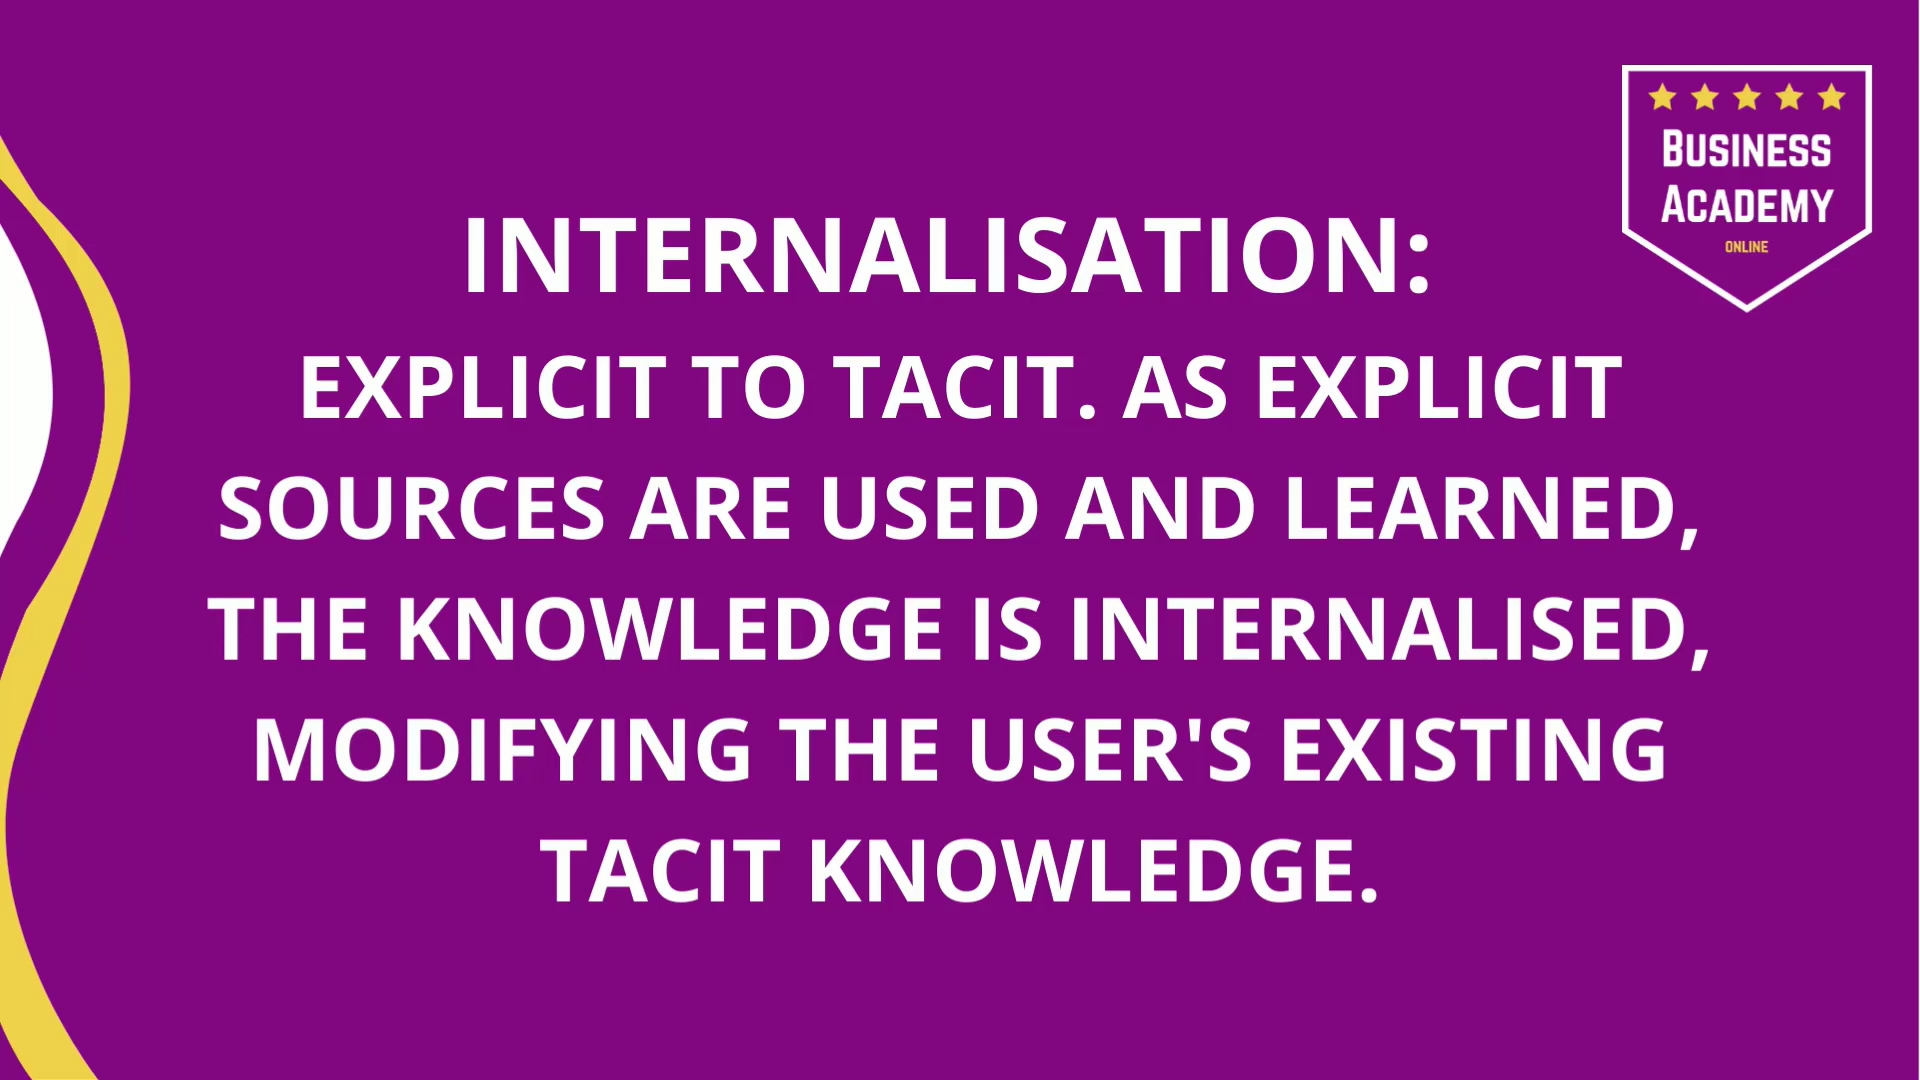 BUSINESS
ACADEMY
ONLINE
INTERNALISATION:
EXPLICIT TO TACIT. AS EXPLICIT
SOURCES ARE USED AND LEARNED,
THE KNOWLEDGE IS INTERNALISED,
MODIFYING THE USER'S EXISTING
TACIT KNOWLEDGE.